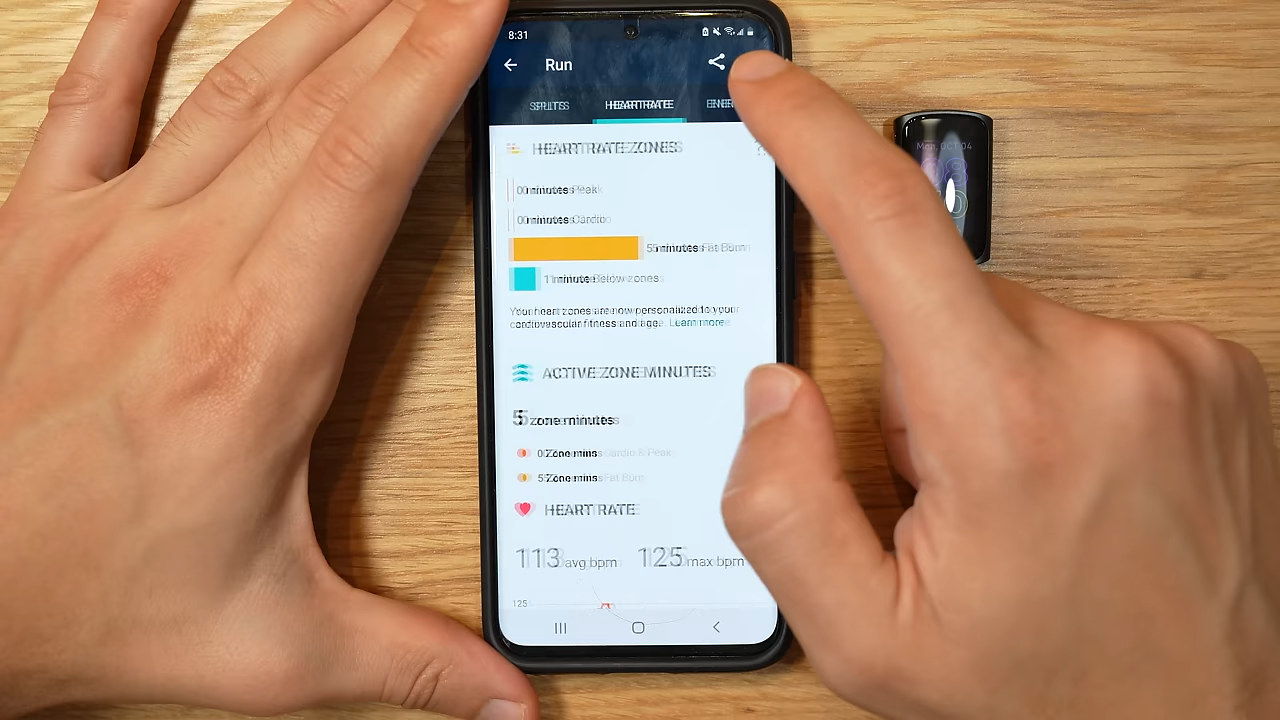 8:31
Run
SPLITS HEART RATE
HEART RATE ZONES
0 minutes Peak
0 minutes Cardio
5 minutes Fat Burn
1 minute Below zones
Your heart zones are now personalized to your
cardiovascular fitness and age. Learn more
ACTIVE ZONE MINUTES
5 zone minutes
0 Zone mins Cardio & Peak
5 Zone mins Fat Burn
HEART RATE
113 avg bpm 125 max bpm
125
Mon, OCT 04